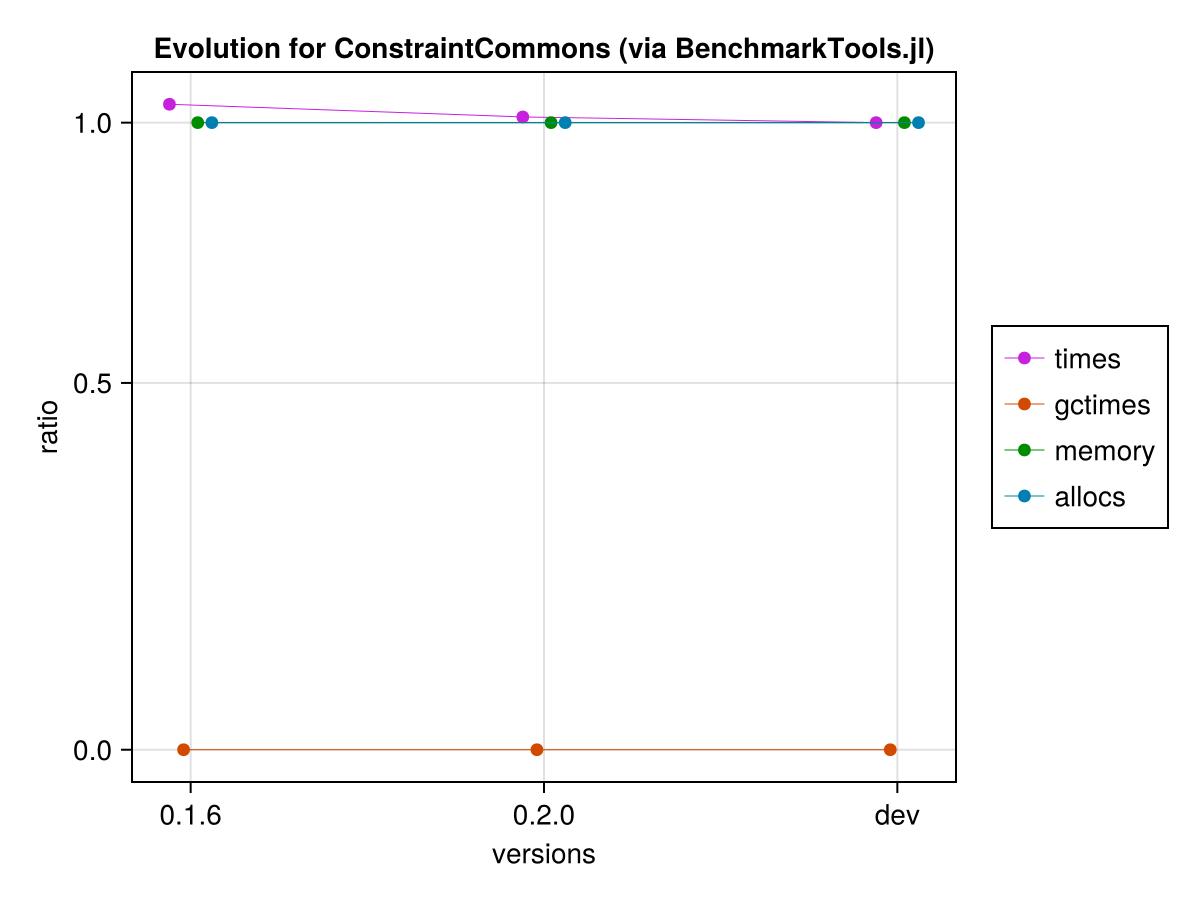 Evolution for ConstraintCommons (via BenchmarkTools.jl)
1.0
0.5
0.0
ratio
0.1.6
0.2.0
dev
versions
times
gctimes
memory
allocs